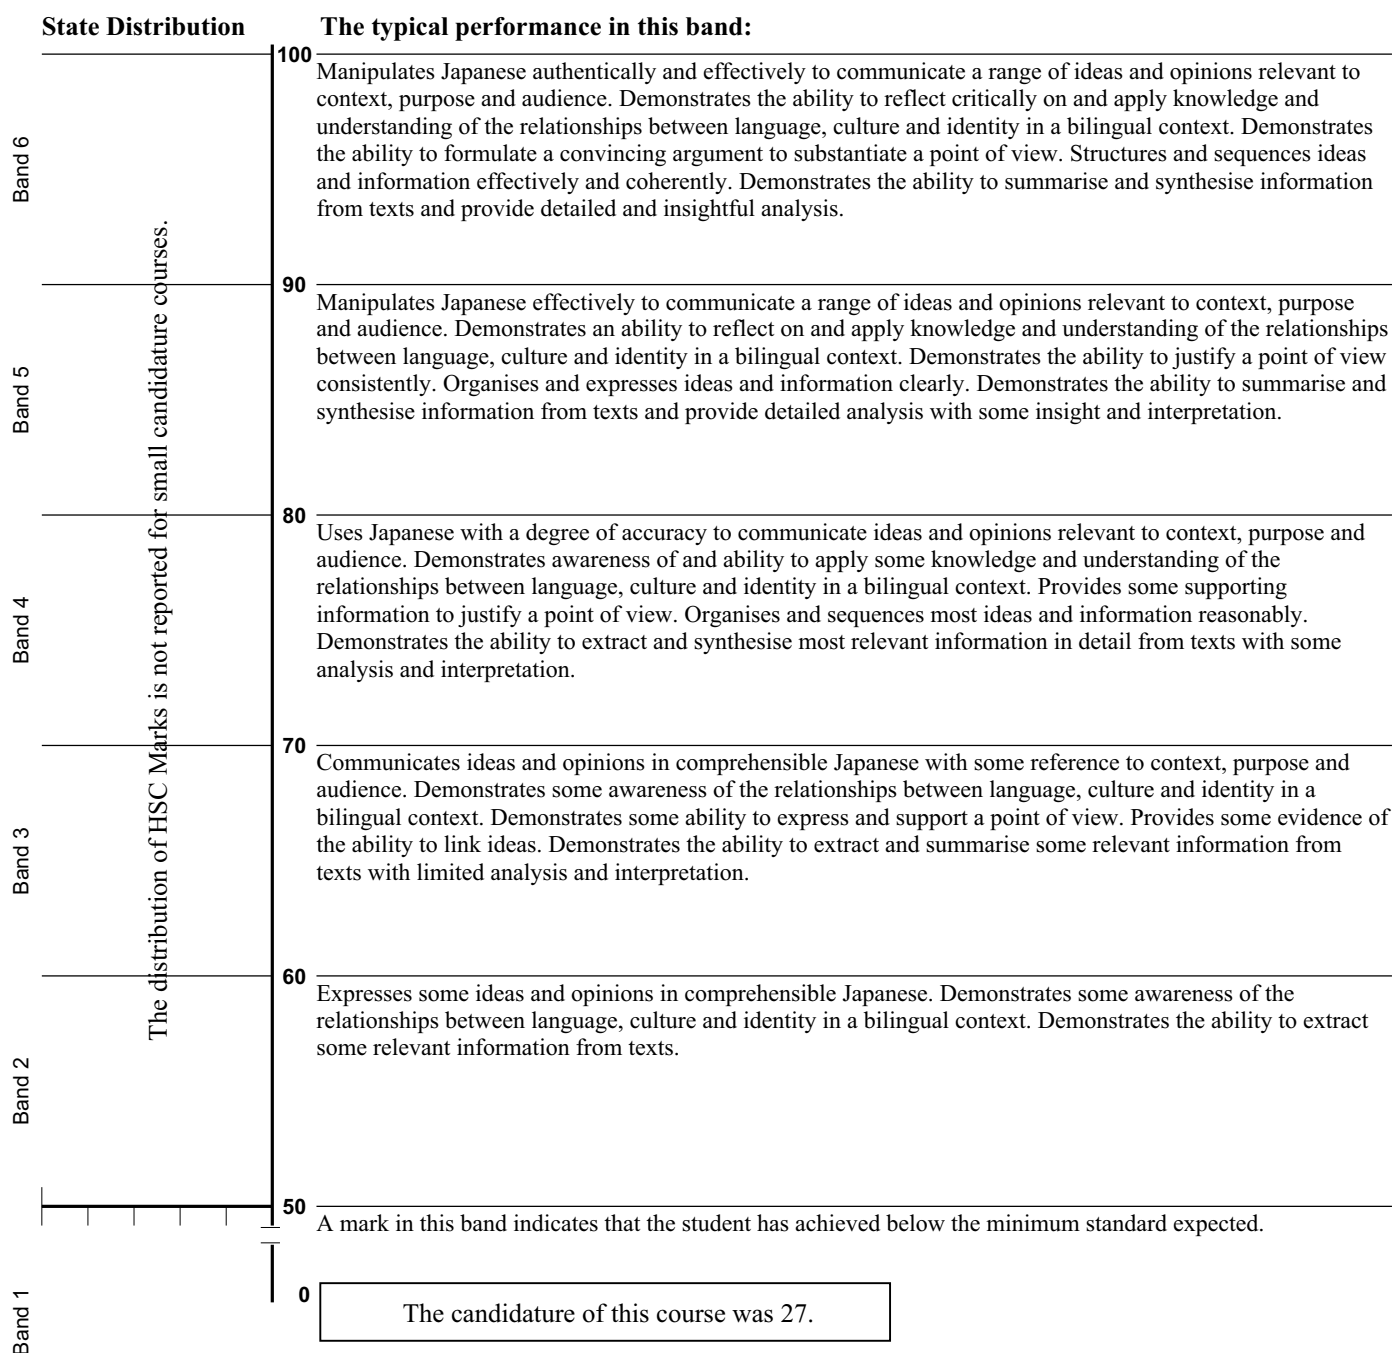 State Distribution
The typical performance in this band:
100
Manipulates Japanese authentically and effectively to communicate a range of ideas and opinions relevant to
context, purpose and audience. Demonstrates the ability to reflect critically on and apply knowledge and
understanding of the relationships between language, culture and identity in a bilingual context. Demonstrates
the ability to formulate a convincing argument to substantiate a point of view. Structures and sequences ideas
and information effectively and coherently. Demonstrates the ability to summarise and synthesise information
from texts and provide detailed and insightful analysis.
Band 6
90
Manipulates Japanese effectively to communicate a range of ideas and opinions relevant to context, purpose
and audience. Demonstrates an ability to reflect on and apply knowledge and understanding of the relationships
between language, culture and identity in a bilingual context. Demonstrates the ability to justify a point of view
consistently. Organises and expresses ideas and information clearly. Demonstrates the ability to summarise and
synthesise information from texts and provide detailed analysis with some insight and interpretation.
Band 5
80
Uses Japanese with a degree of accuracy to communicate ideas and opinions relevant to context, purpose and
audience. Demonstrates awareness of and ability to apply some knowledge and understanding of the
relationships between language, culture and identity in a bilingual context. Provides some supporting
information to justify a point of view. Organises and sequences most ideas and information reasonably.
Demonstrates the ability to extract and synthesise most relevant information in detail from texts with some
analysis and interpretation.
Band 4
The distribution of HSC Marks is not reported for small candidature courses.
70
Communicates ideas and opinions in comprehensible Japanese with some reference to context, purpose and
audience. Demonstrates some awareness of the relationships between language, culture and identity in a
bilingual context. Demonstrates some ability to express and support a point of view. Provides some evidence of
the ability to link ideas. Demonstrates the ability to extract and summarise some relevant information from
texts with limited analysis and interpretation.
Band 3
60
Expresses some ideas and opinions in comprehensible Japanese. Demonstrates some awareness of the
relationships between language, culture and identity in a bilingual context. Demonstrates the ability to extract
some relevant information from texts.
Band 2
50
A mark in this band indicates that the student has achieved below the minimum standard expected.
0
Band 1
The candidature of this course was 27.